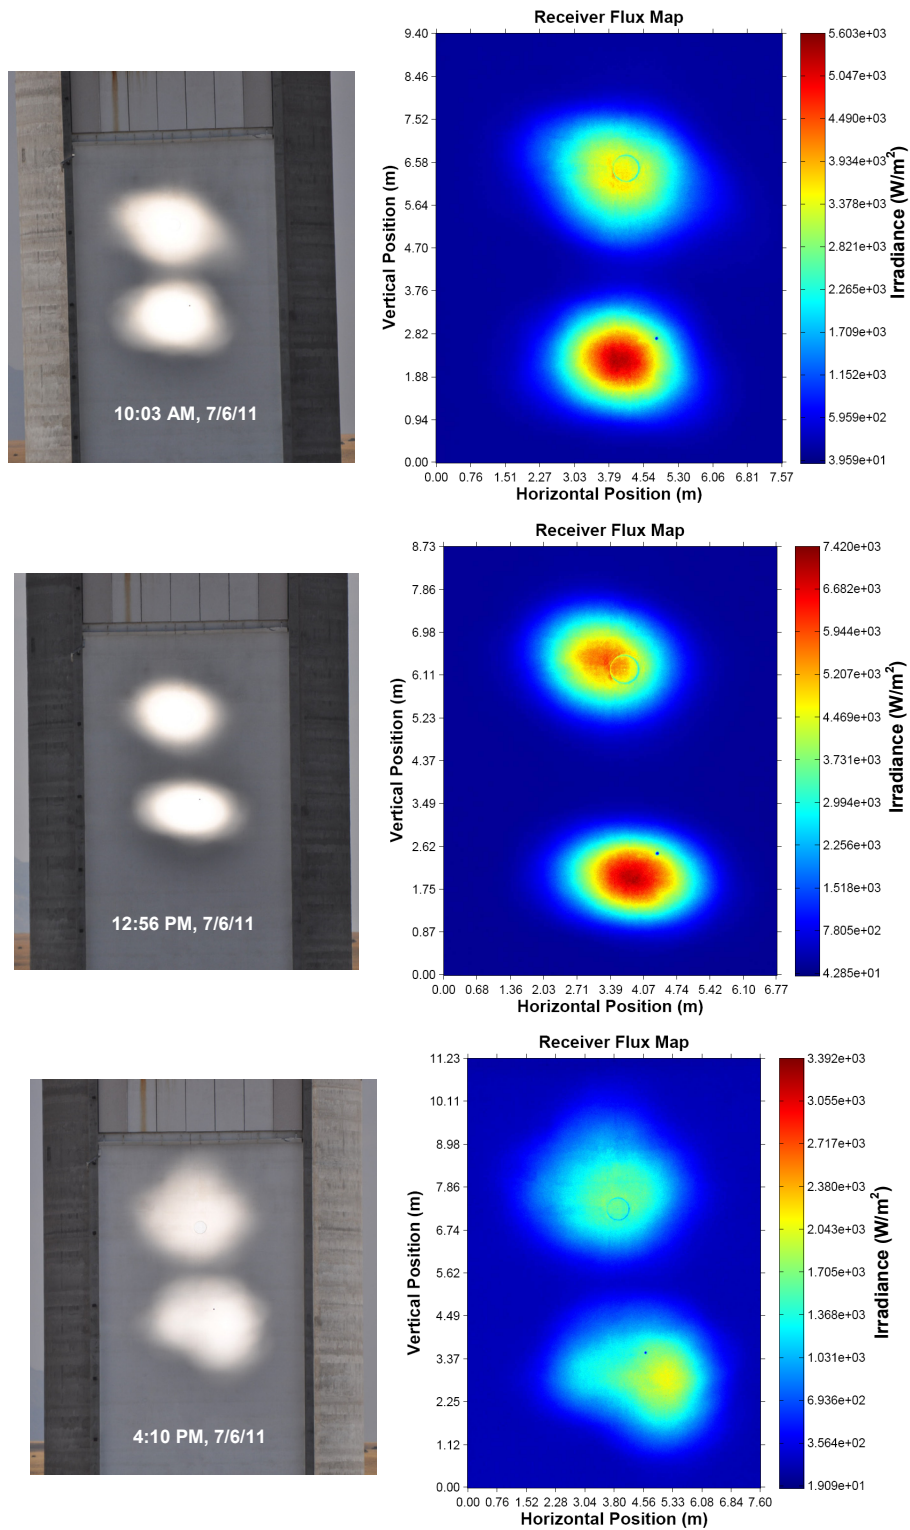 Receiver Flux Map
9.40
8.46
7.52
6.58
5.64
4.70
3.76
2.82
1.88
0.94
0.00
Vertical Position (m)
0.00 0.76 1.51 2.27 3.03 3.79 4.54 5.30 6.06 6.81 7.57
Horizontal Position (m)
5.603e+03
5.047e+03
4.490e+03
3.934e+03
3.378e+03
2.821e+03
2.265e+03
1.709e+03
1.152e+03
5.959e+02
3.959e+01
Irradiance (W/m²)
10:03 AM, 7/6/11
Receiver Flux Map
8.73
7.86
6.98
6.11
5.23
4.37
3.49
2.62
1.75
0.87
0.00
Vertical Position (m)
0.00 0.68 1.36 2.03 2.71 3.39 4.07 4.74 5.42 6.10 6.77
Horizontal Position (m)
7.420e+03
6.682e+03
5.944e+03
5.207e+03
4.469e+03
3.731e+03
2.994e+03
2.256e+03
1.518e+03
7.805e+02
4.285e+01
Irradiance (W/m²)
12:56 PM, 7/6/11
Receiver Flux Map
11.23
10.11
8.98
7.86
6.74
5.62
4.49
3.37
2.25
1.12
0.00
Vertical Position (m)
0.00 0.76 1.52 2.28 3.04 3.80 4.56 5.33 6.08 6.84 7.60
Horizontal Position (m)
3.392e+03
3.055e+03
2.717e+03
2.380e+03
2.043e+03
1.705e+03
1.368e+03
1.031e+03
6.936e+02
3.564e+02
1.909e+01
Irradiance (W/m²)
4:10 PM, 7/6/11